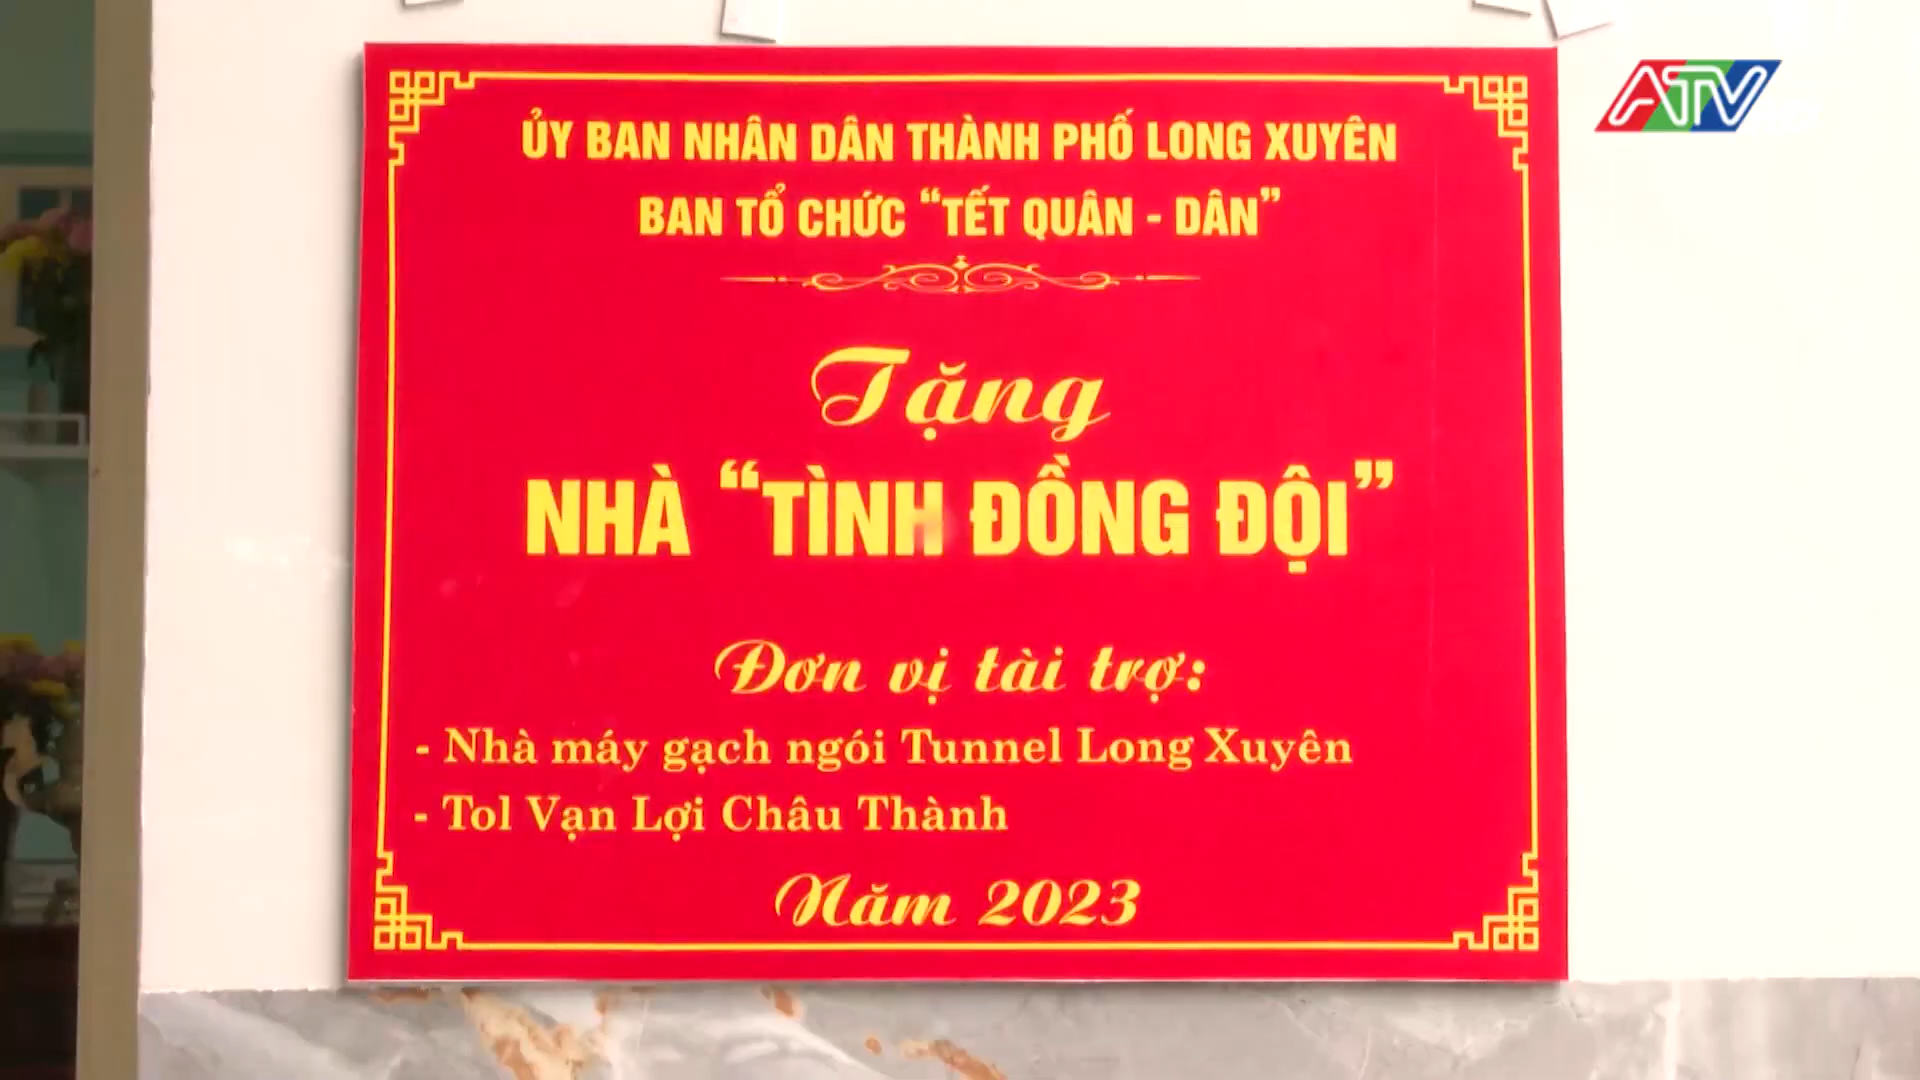 ATV
ỦY BAN NHÂN DÂN THÀNH PHỐ LONG XUYÊN
BAN TỔ CHỨC “TẾT QUÂN - DÂN”
Tặng
NHÀ “TÌNH ĐỒNG ĐỘI”
Đơn vị tài trợ:
- Nhà máy gạch ngói Tunnel Long Xuyên
- Tol Vạn Lợi Châu Thành
Năm 2023